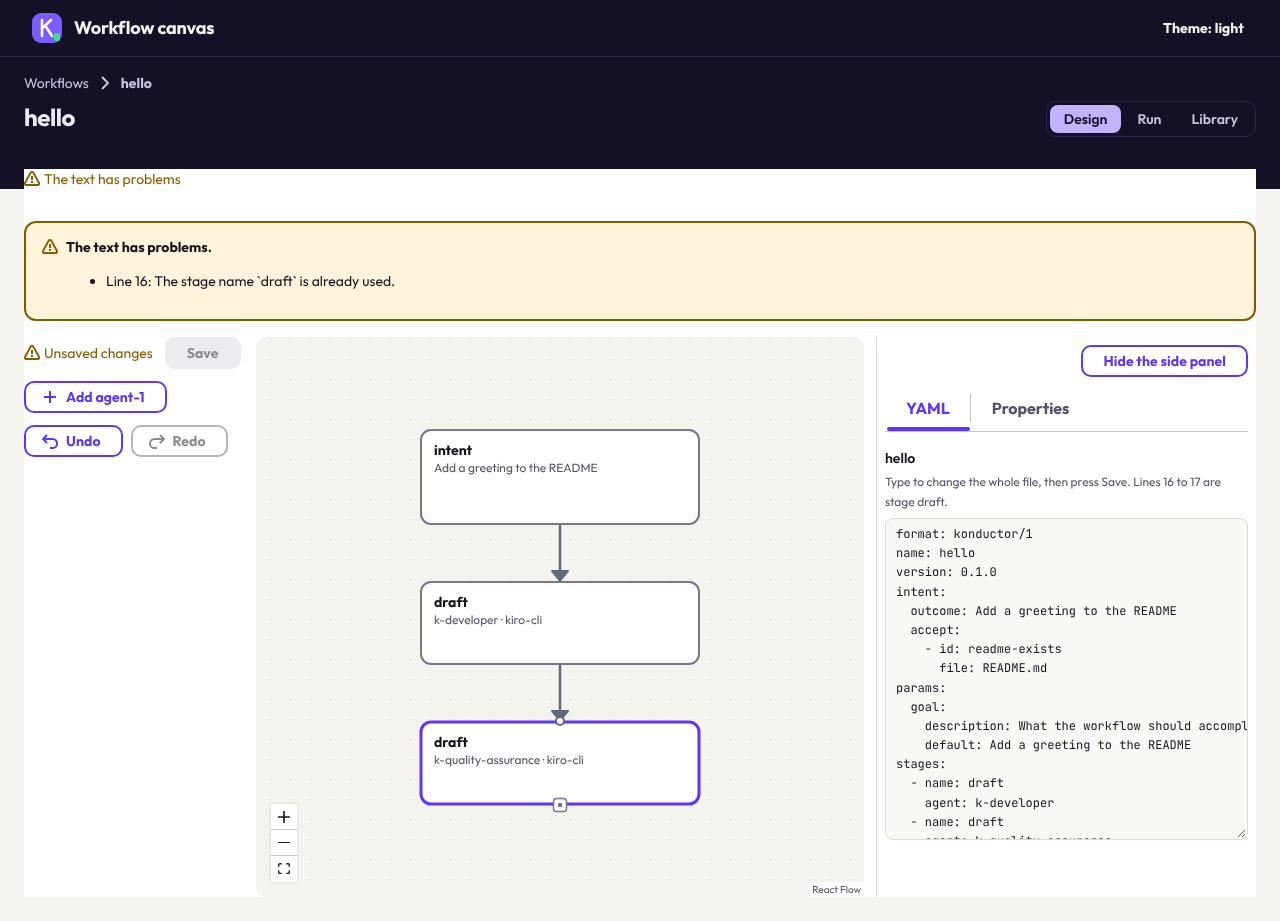 Workflow canvas
Theme: light
Workflows
hello
hello
Design
Run
Library
The text has problems
The text has problems.
Line 16: The stage name `draft` is already used.
Unsaved changes
Save
Add agent-1
Undo
Redo
intent
Add a greeting to the README
draft
k-developer · kiro-cli
draft
k-quality-assurance · kiro-cli
React Flow
Hide the side panel
YAML
Properties
hello
Type to change the whole file, then press Save. Lines 16 to 17 are
stage draft.
format: konductor/1
name: hello
version: 0.1.0
intent:
  outcome: Add a greeting to the README
  accept:
    - id: readme-exists
      file: README.md
params:
  goal:
    description: What the workflow should accompl
    default: Add a greeting to the README
stages:
  - name: draft
    agent: k-developer
  - name: draft